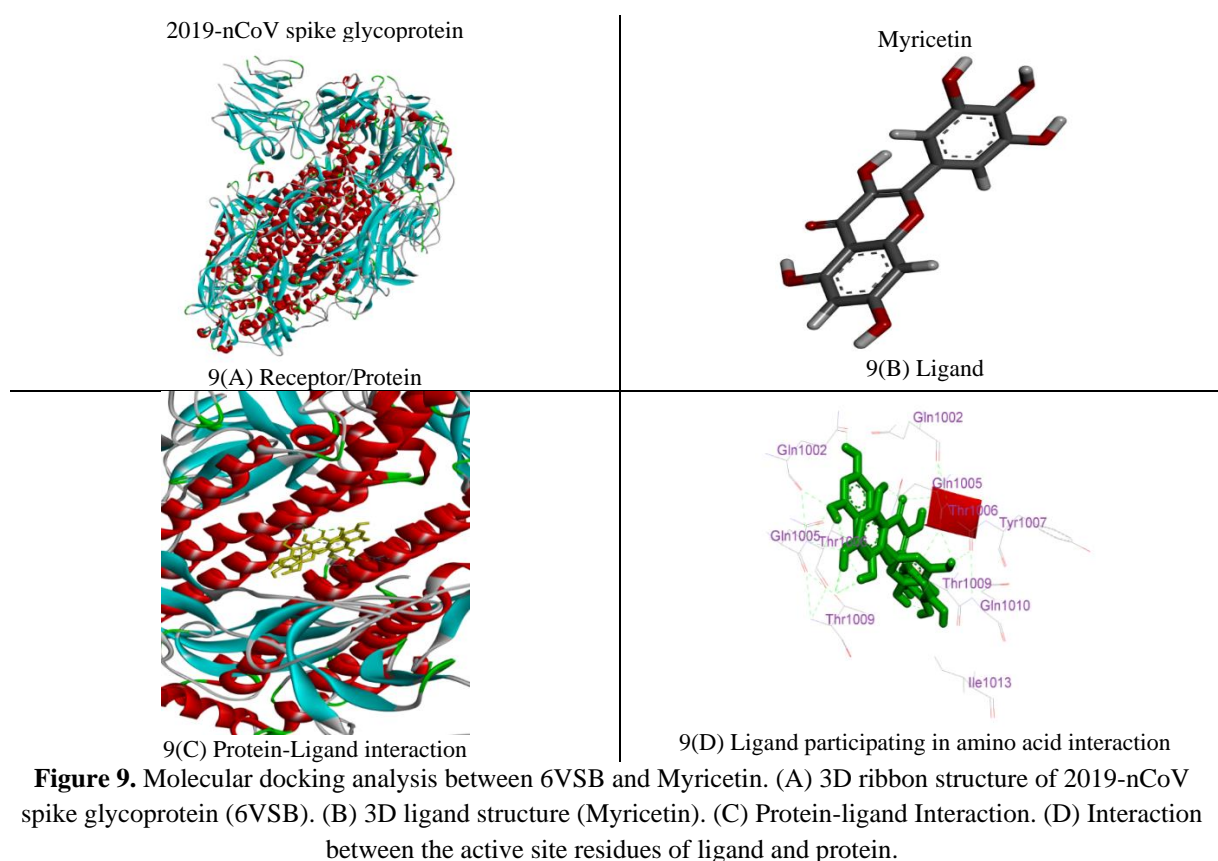 2019-nCoV spike glycoprotein
Myricetin
9(A) Receptor/Protein
9(B) Ligand
Gln1002
Gln1002
Gln1005
Thr1006
Tyr1007
Gln1005
Thr1009
Gln1010
Thr1009
Ile1013
9(C) Protein-Ligand interaction
9(D) Ligand participating in amino acid interaction
Figure 9. Molecular docking analysis between 6VSB and Myricetin. (A) 3D ribbon structure of 2019-nCoV
spike glycoprotein (6VSB). (B) 3D ligand structure (Myricetin). (C) Protein-ligand Interaction. (D) Interaction
between the active site residues of ligand and protein.